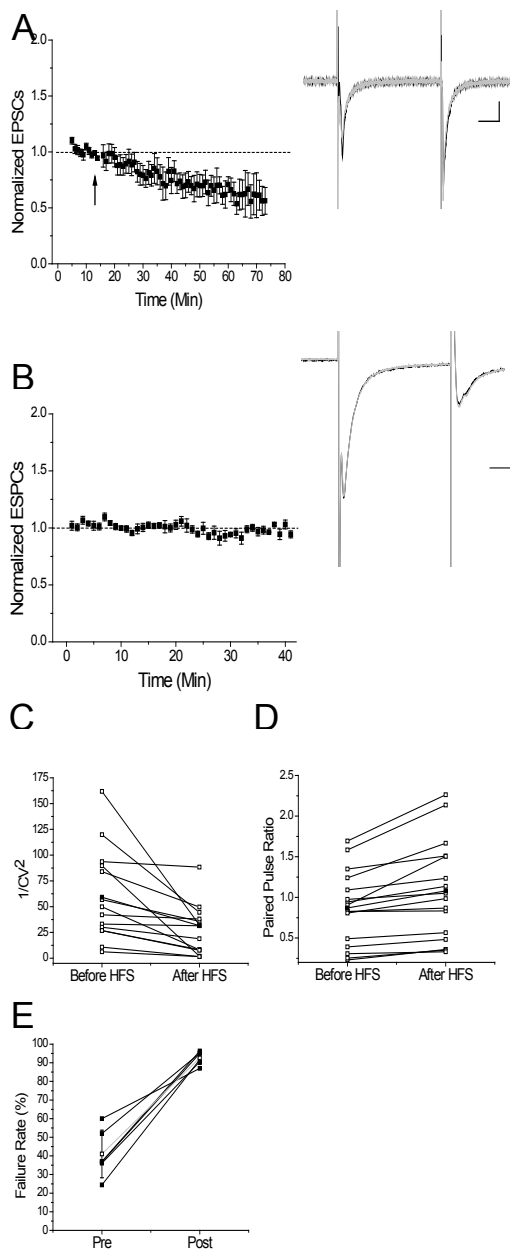 A
Normalized EPSCs
2.0
1.5
1.0
0.5
0.0
0 10 20 30 40 50 60 70 80
Time (Min)
B
Normalized ESPCs
2.0
1.5
1.0
0.5
0.0
0 10 20 30 40
Time (Min)
C
1/CV2
175
150
125
100
75
50
25
0
Before HFS After HFS
D
Paired Pulse Ratio
2.5
2.0
1.5
1.0
0.5
Before HFS After HFS
E
Failure Rate (%)
100
90
80
70
60
50
40
30
20
10
0
Pre Post